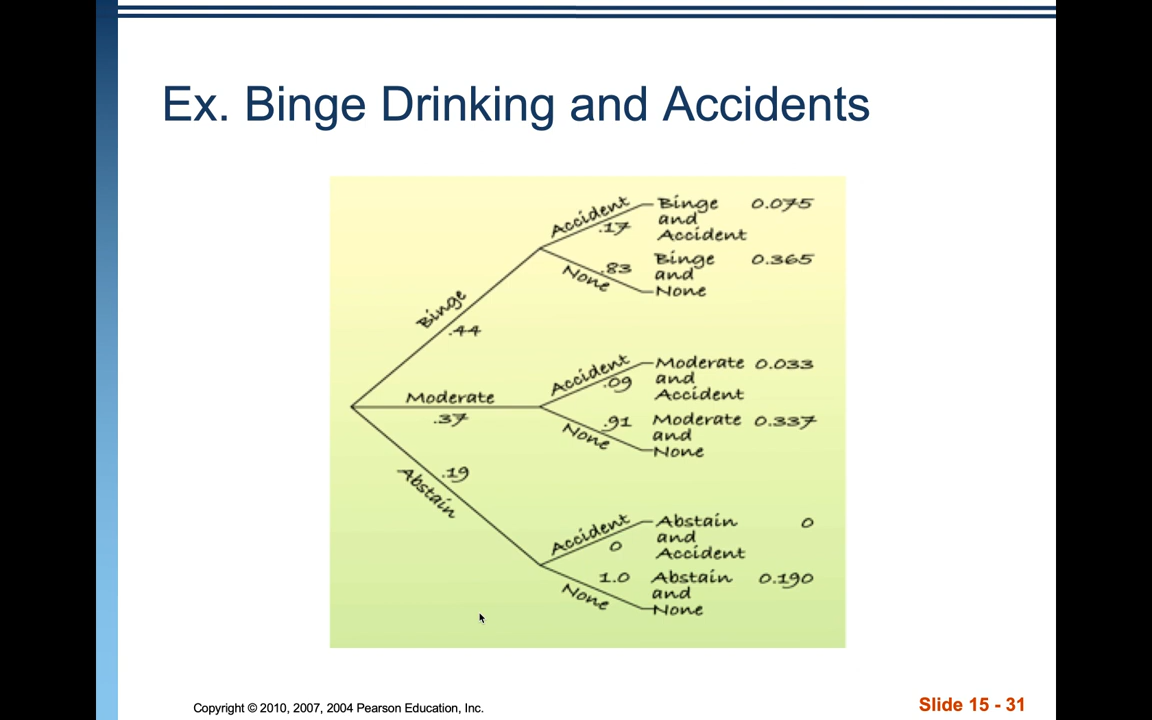 Ex. Binge Drinking and Accidents
Accident
.17
Binge 0.075
and
Accident
None
.83
Binge 0.365
and
None
Binge
.44
Accident
.09
Moderate 0.033
and
Accident
Moderate
.37
None
.91
Moderate 0.337
and
None
Abstain
.19
Accident
0
Abstain 0
and
Accident
None
1.0
Abstain 0.190
and
None
Copyright © 2010, 2007, 2004 Pearson Education, Inc.
Slide 15 - 31